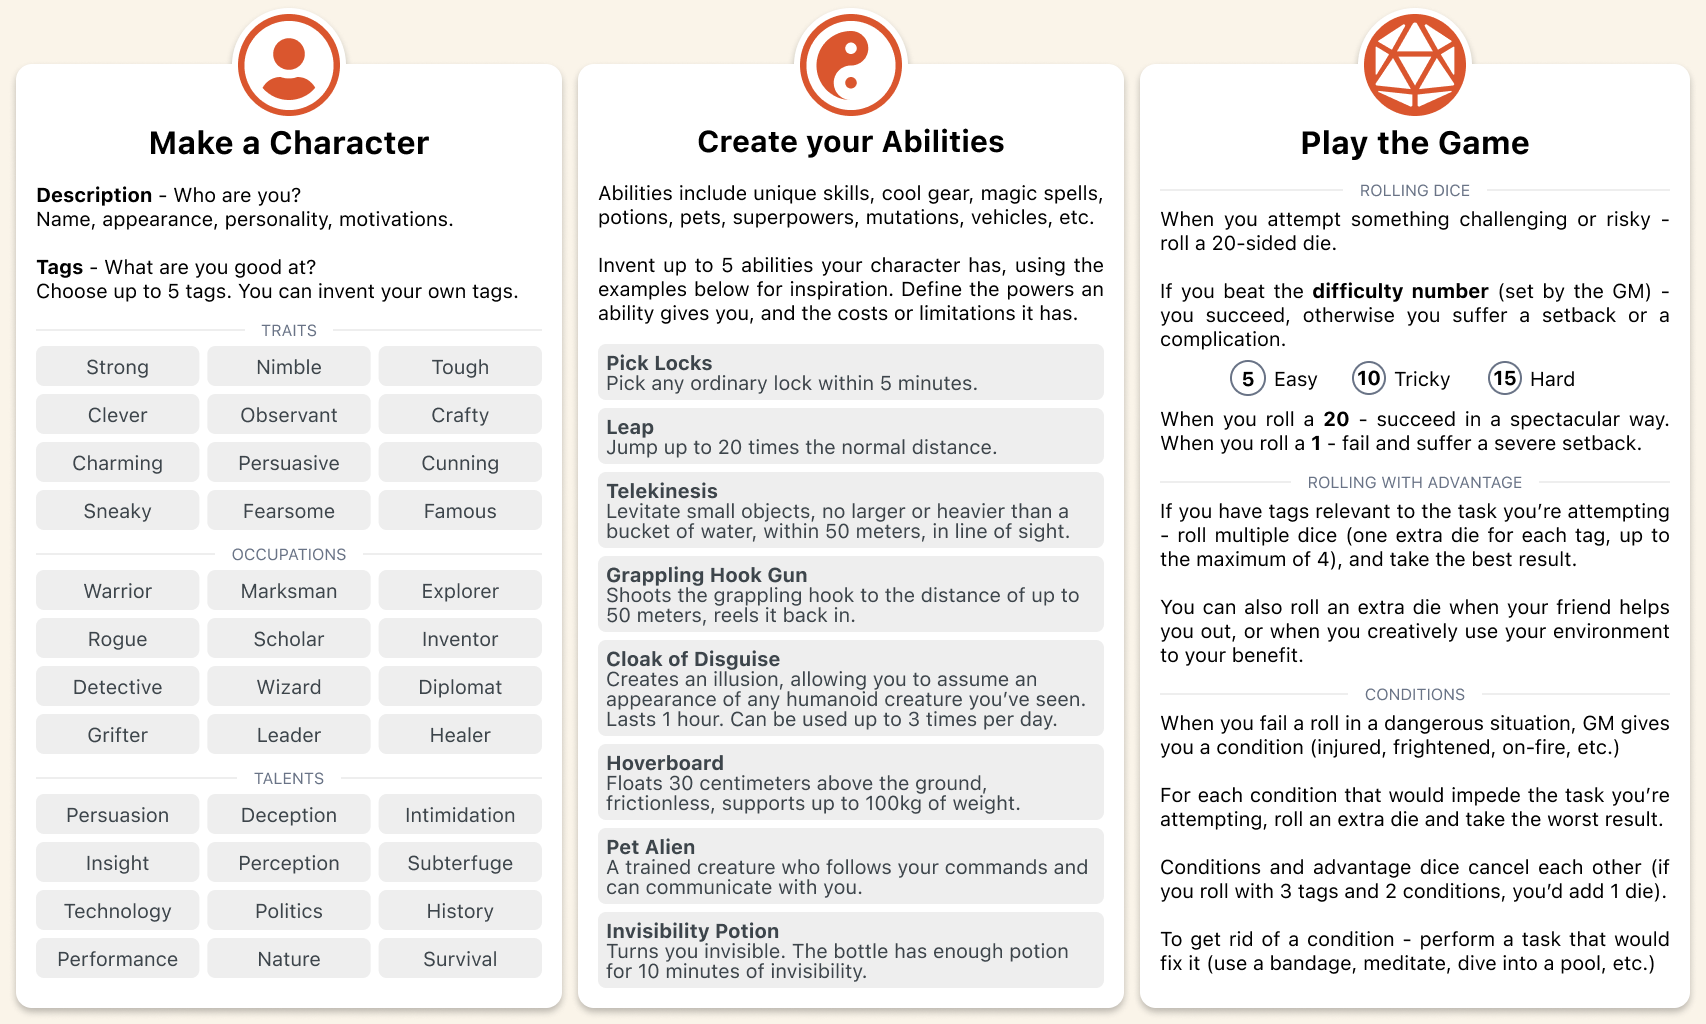 Make a Character
Description - Who are you?
Name, appearance, personality, motivations.
Tags - What are you good at?
Choose up to 5 tags. You can invent your own tags.
TRAITS
Strong
Nimble
Tough
Clever
Observant
Crafty
Charming
Persuasive
Cunning
Sneaky
Fearsome
Famous
OCCUPATIONS
Warrior
Marksman
Explorer
Rogue
Scholar
Inventor
Detective
Wizard
Diplomat
Grifter
Leader
Healer
TALENTS
Persuasion
Deception
Intimidation
Insight
Perception
Subterfuge
Technology
Politics
History
Performance
Nature
Survival
Create your Abilities
Abilities include unique skills, cool gear, magic spells,
potions, pets, superpowers, mutations, vehicles, etc.
Invent up to 5 abilities your character has, using the
examples below for inspiration. Define the powers an
ability gives you, and the costs or limitations it has.
Pick Locks
Pick any ordinary lock within 5 minutes.
Leap
Jump up to 20 times the normal distance.
Telekinesis
Levitate small objects, no larger or heavier than a
bucket of water, within 50 meters, in line of sight.
Grappling Hook Gun
Shoots the grappling hook to the distance of up to
50 meters, reels it back in.
Cloak of Disguise
Creates an illusion, allowing you to assume an
appearance of any humanoid creature you've seen.
Lasts 1 hour. Can be used up to 3 times per day.
Hoverboard
Floats 30 centimeters above the ground,
frictionless, supports up to 100kg of weight.
Pet Alien
A trained creature who follows your commands and
can communicate with you.
Invisibility Potion
Turns you invisible. The bottle has enough potion
for 10 minutes of invisibility.
Play the Game
ROLLING DICE
When you attempt something challenging or risky -
roll a 20-sided die.
If you beat the difficulty number (set by the GM) -
you succeed, otherwise you suffer a setback or a
complication.
5 Easy 10 Tricky 15 Hard
When you roll a 20 - succeed in a spectacular way.
When you roll a 1 - fail and suffer a severe setback.
ROLLING WITH ADVANTAGE
If you have tags relevant to the task you're attempting
- roll multiple dice (one extra die for each tag, up to
the maximum of 4), and take the best result.
You can also roll an extra die when your friend helps
you out, or when you creatively use your environment
to your benefit.
CONDITIONS
When you fail a roll in a dangerous situation, GM gives
you a condition (injured, frightened, on-fire, etc.)
For each condition that would impede the task you're
attempting, roll an extra die and take the worst result.
Conditions and advantage dice cancel each other (if
you roll with 3 tags and 2 conditions, you'd add 1 die).
To get rid of a condition - perform a task that would
fix it (use a bandage, meditate, dive into a pool, etc.)